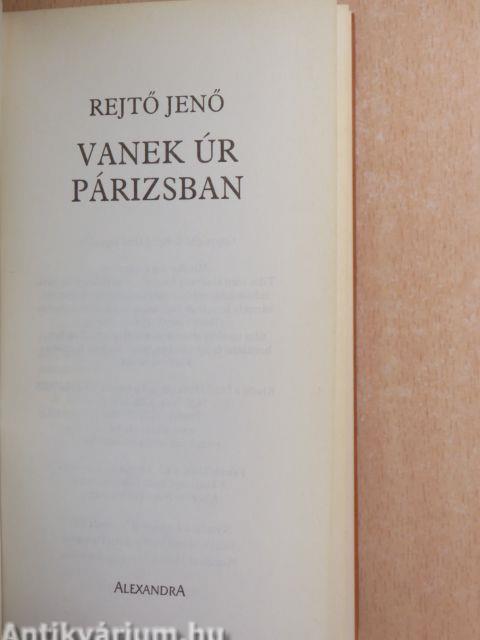 REJTŐ JENŐ
VANEK ÚR
PÁRIZSBAN
ALEXANDRA
Antikvárium.hu